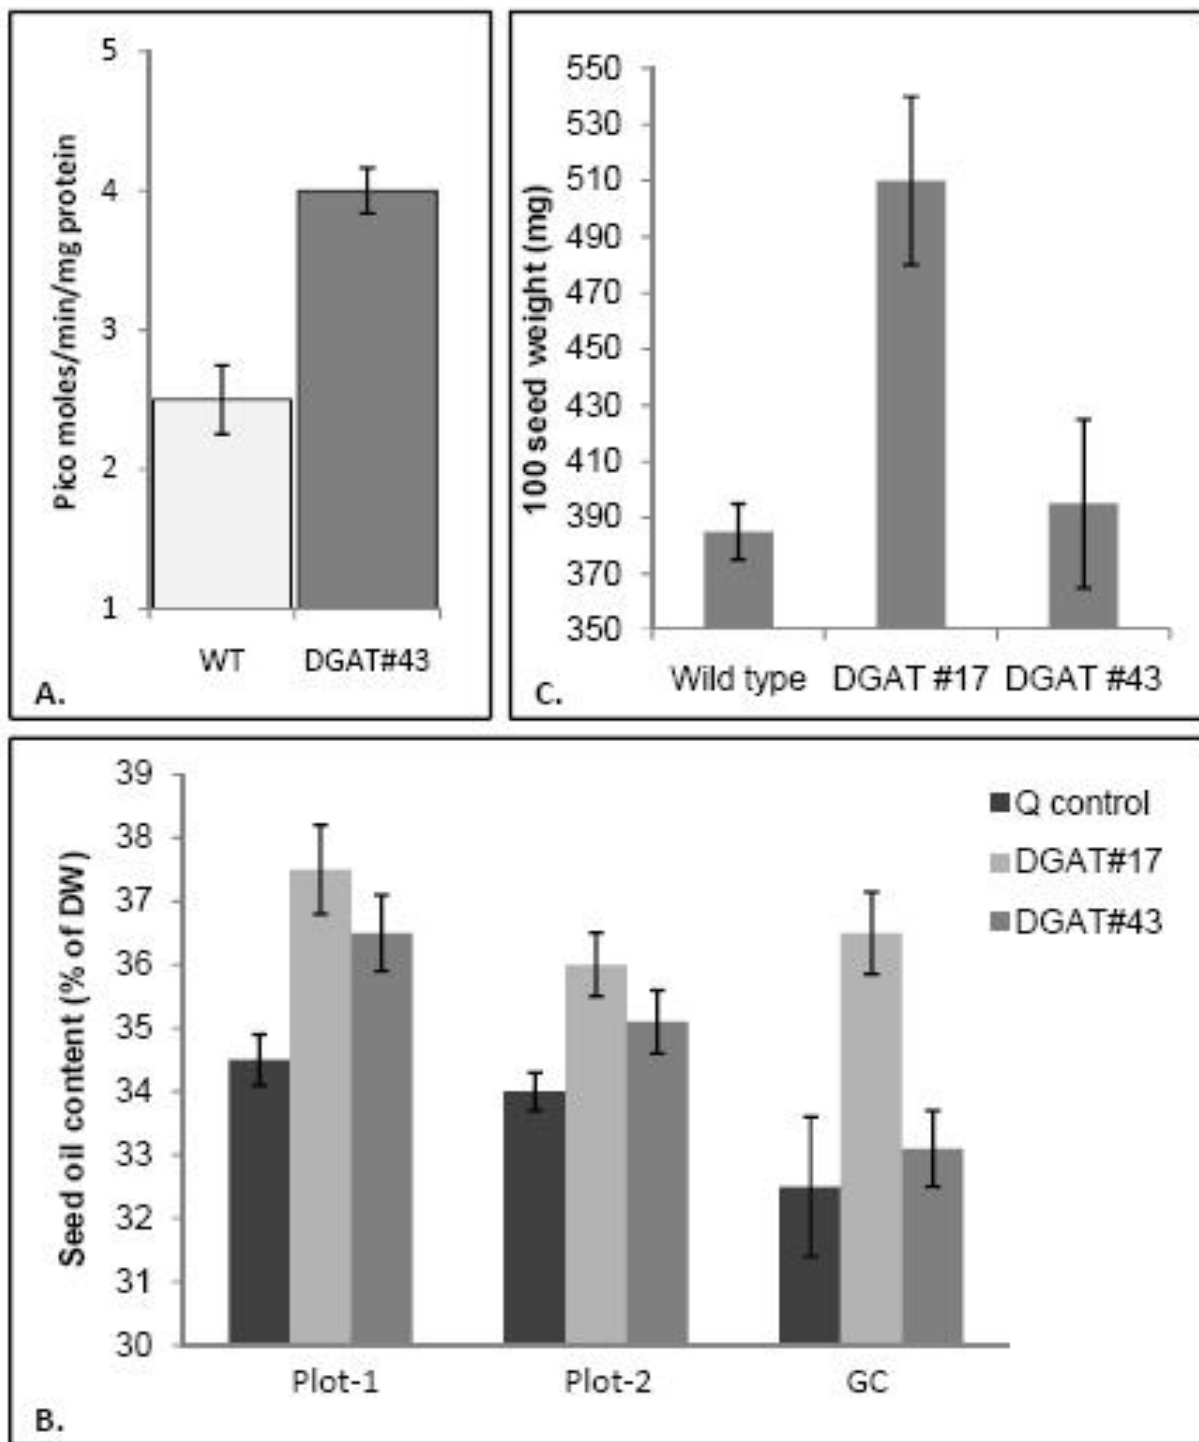 5
4
3
2
1
Pico moles/min/mg protein
WT DGAT#43
A.
550
530
510
490
470
450
430
410
390
370
350
100 seed weight (mg)
Wild type DGAT #17 DGAT #43
C.
39
38
37
36
35
34
33
32
31
30
Seed oil content (% of DW)
Q control
DGAT#17
DGAT#43
Plot-1 Plot-2 GC
B.